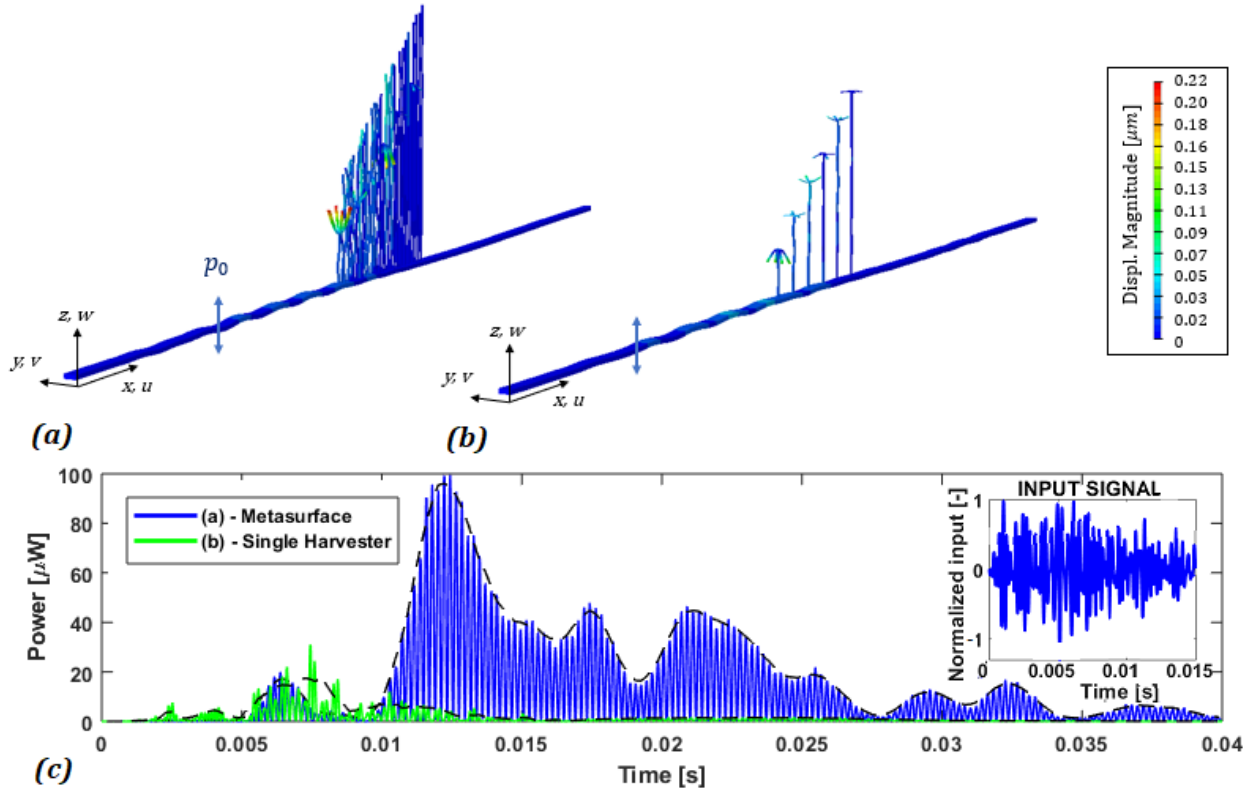 p₀
z, w
y, v
x, u
(a)
z, w
y, v
x, u
(b)
Displ. Magnitude [μm]
0.22
0.20
0.18
0.16
0.14
0.13
0.11
0.09
0.07
0.05
0.03
0.02
0
Power [μW]
100
80
60
40
20
0
(a) - Metasurface
(b) - Single Harvester
INPUT SIGNAL
Normalized input [-]
1
0
-1
0 0.005 0.010 0.015
Time [s]
0 0.005 0.01 0.015 0.02 0.025 0.03 0.035 0.04
Time [s]
(c)